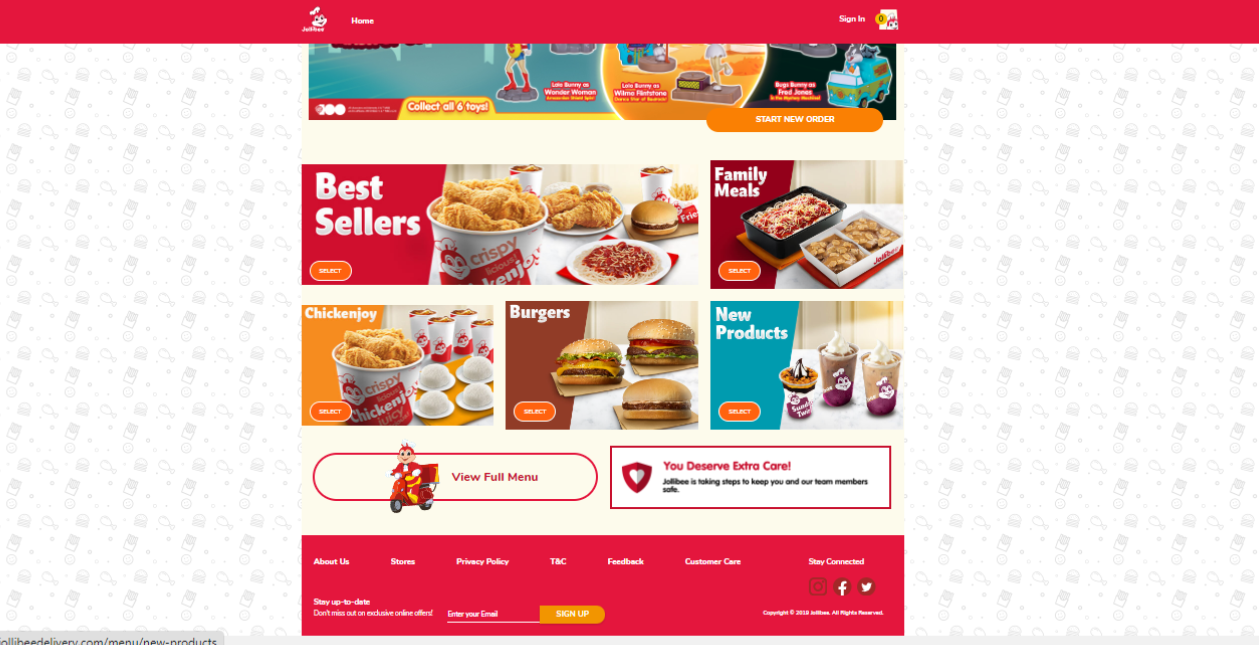 Jollibee
Home
Sign In
0
Lola Bunny as
Wonder Woman
Lola Bunny as
Wilma Flintstone
Bugs Bunny as
Fred Jones
Collect all 6 toys!
START NEW ORDER
Best
Sellers
SELECT
crispy
Family
Meals
SELECT
Jollibee
Chickenjoy
SELECT
crispy
Chickenjoy
Burgers
SELECT
New
Products
SELECT
View Full Menu
You Deserve Extra Care!
Jollibee is taking steps to keep you and our team members
safe.
About Us
Stores
Privacy Policy
T&C
Feedback
Customer Care
Stay Connected
Stay up-to-date
Don't miss out on exclusive online offers!
Enter your Email
SIGN UP
Copyright © 2019 Jollibee. All Rights Reserved.
jollibeedelivery.com/menu/new-products